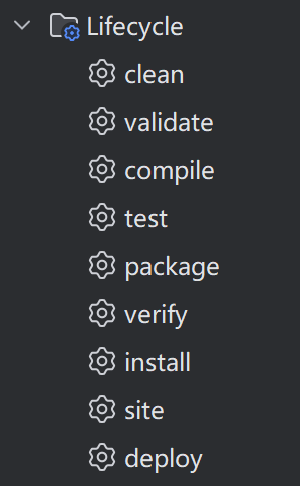 Lifecycle
clean
validate
compile
test
package
verify
install
site
deploy